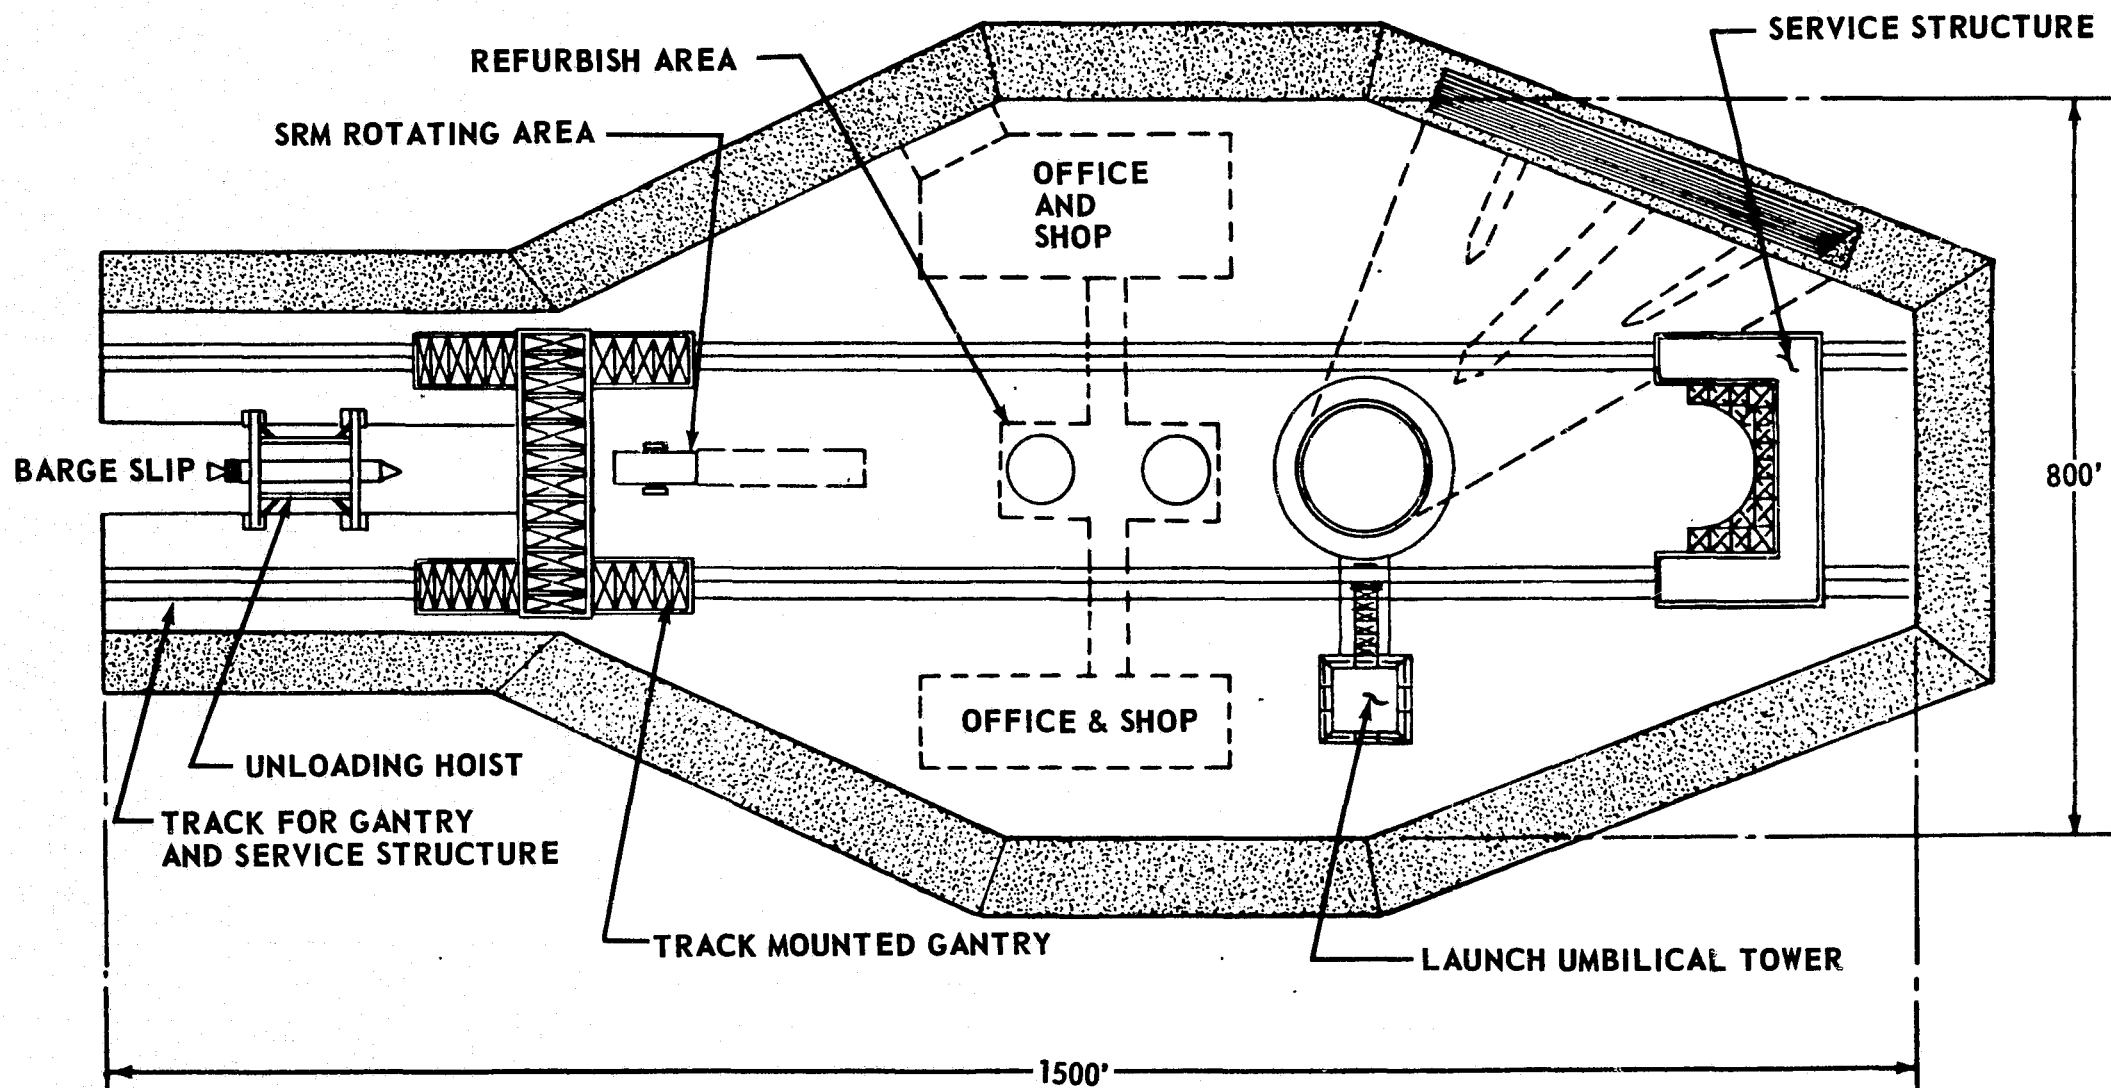 SERVICE STRUCTURE
REFURBISH AREA
SRM ROTATING AREA
OFFICE
AND
SHOP
BARGE SLIP
800'
OFFICE & SHOP
UNLOADING HOIST
TRACK FOR GANTRY
AND SERVICE STRUCTURE
TRACK MOUNTED GANTRY
LAUNCH UMBILICAL TOWER
1500'